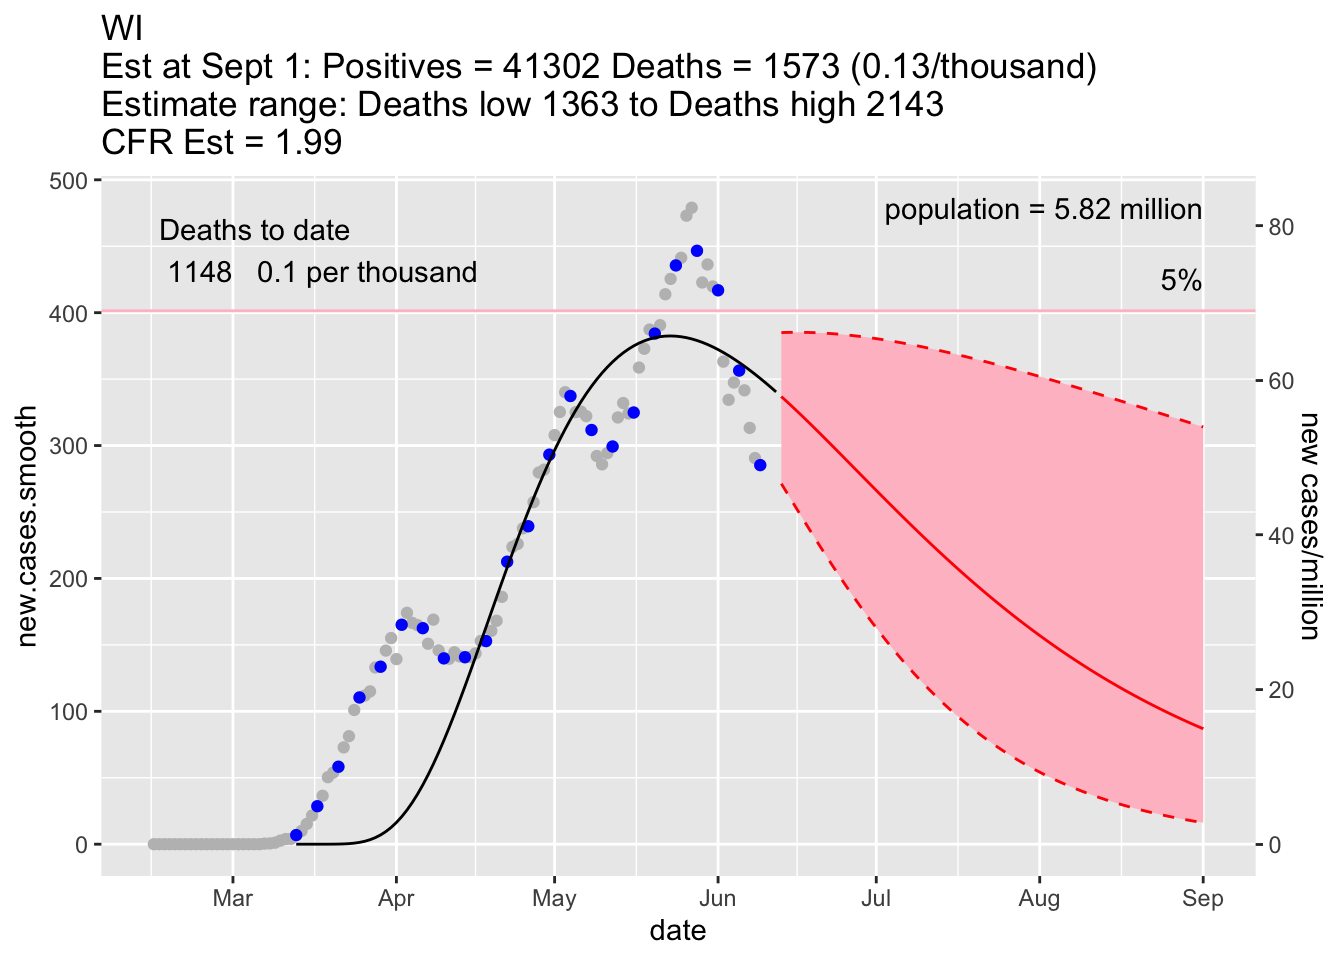 WI
Est at Sept 1: Positives = 41302 Deaths = 1573 (0.13/thousand)
Estimate range: Deaths low 1363 to Deaths high 2143
CFR Est = 1.99
Deaths to date
1148 0.1 per thousand
population = 5.82 million
5%
500
400
300
200
100
0
new.cases.smooth
80
60
40
20
0
new cases/million
Mar Apr May Jun Jul Aug Sep
date